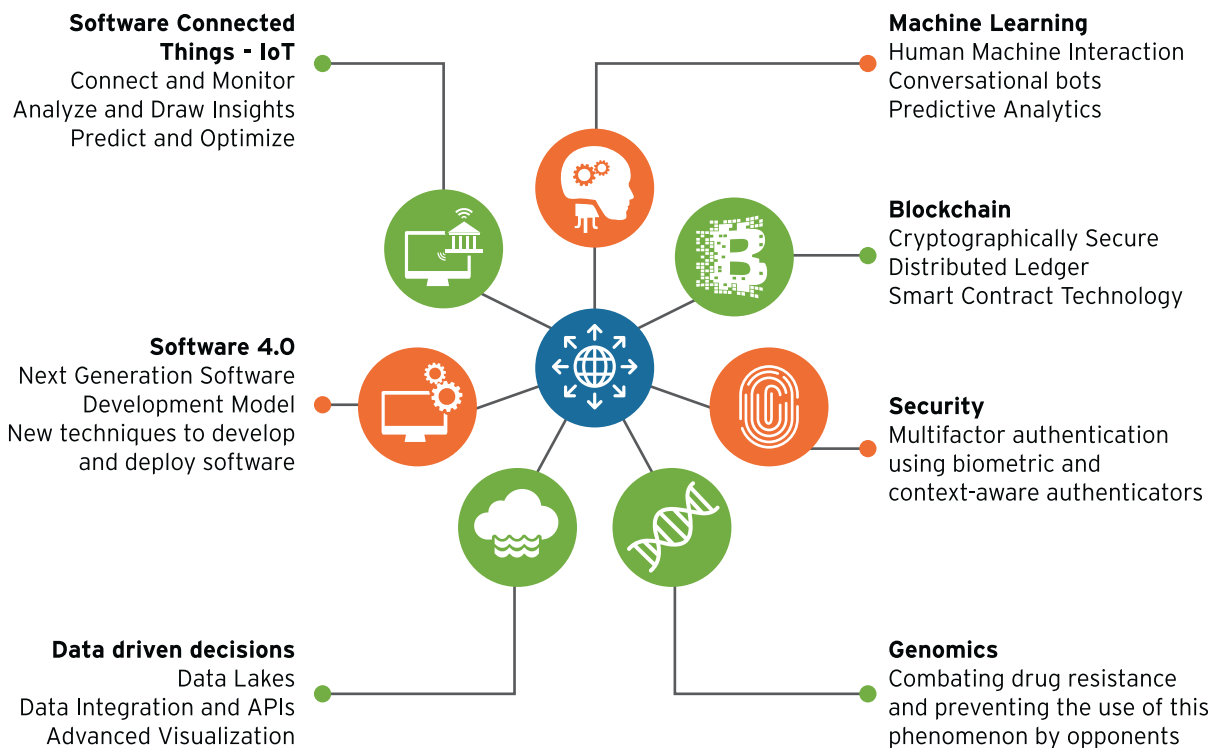 Software Connected
Things - IoT
Connect and Monitor
Analyze and Draw Insights
Predict and Optimize
Machine Learning
Human Machine Interaction
Conversational bots
Predictive Analytics
Blockchain
Cryptographically Secure
Distributed Ledger
Smart Contract Technology
Software 4.0
Next Generation Software
Development Model
New techniques to develop
and deploy software
Security
Multifactor authentication
using biometric and
context-aware authenticators
Data driven decisions
Data Lakes
Data Integration and APIs
Advanced Visualization
Genomics
Combating drug resistance
and preventing the use of this
phenomenon by opponents